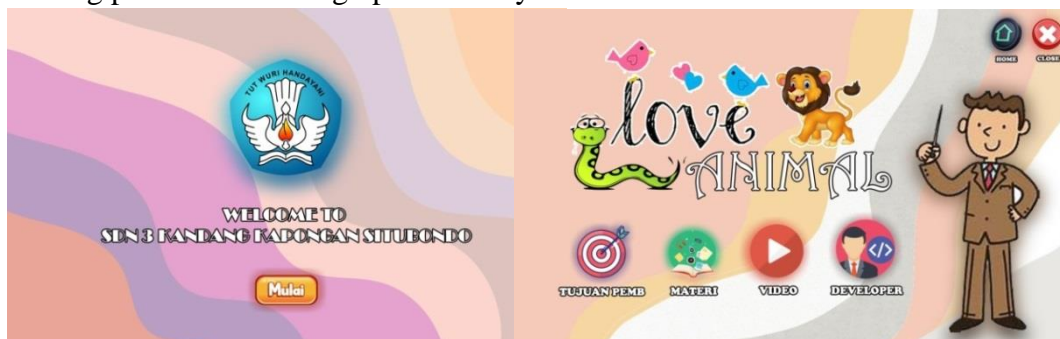 TUT WURI HANDAYANI
WELCOME TO
SDN 3 KANDANG KAPONGAN SITUBONDO
Mulai
HOME CLOSE
love
ANIMAL
TUJUAN PEMB MATERI VIDEO DEVELOPER